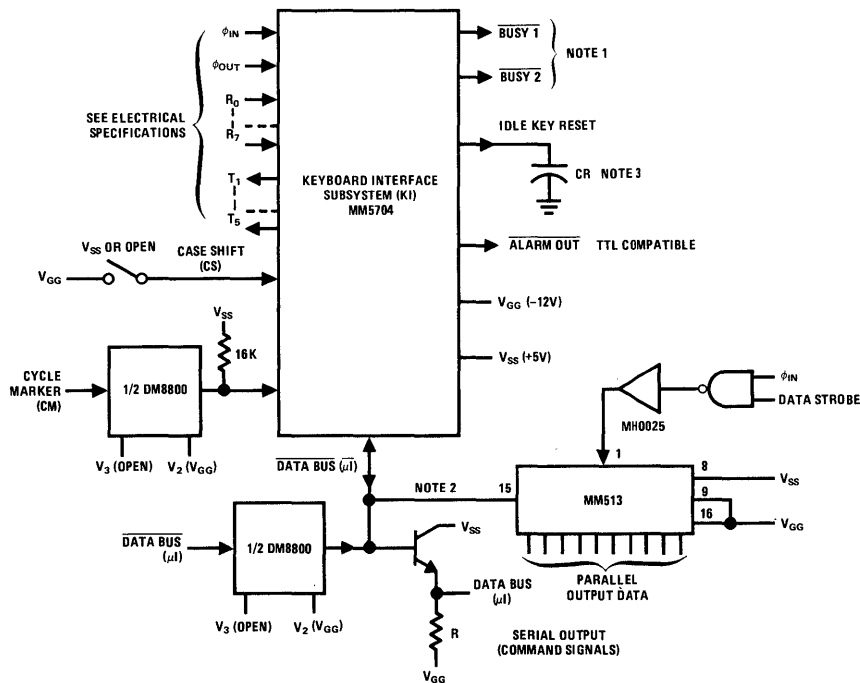 φIN
φOUT
R0
R7
T1
T5
SEE ELECTRICAL
SPECIFICATIONS
VSS OR OPEN
VGG
CASE SHIFT
(CS)
KEYBOARD INTERFACE
SUBSYSTEM (KI)
MM5704
BUSY 1
BUSY 2
NOTE 1
IDLE KEY RESET
CR NOTE 3
ALARM OUT TTL COMPATIBLE
VGG (-12V)
VSS (+5V)
VSS
16K
CYCLE
MARKER
(CM)
1/2 DM8800
V3 (OPEN)
V2 (VGG)
φIN
DATA STROBE
MH0025
1
DATA BUS (μI)
NOTE 2
15
MM513
8
VSS
9
16
VGG
PARALLEL
OUTPUT DATA
DATA BUS
(μI)
1/2 DM8800
V3 (OPEN)
V2 (VGG)
VSS
DATA BUS
(μI)
R
VGG
SERIAL OUTPUT
(COMMAND SIGNALS)